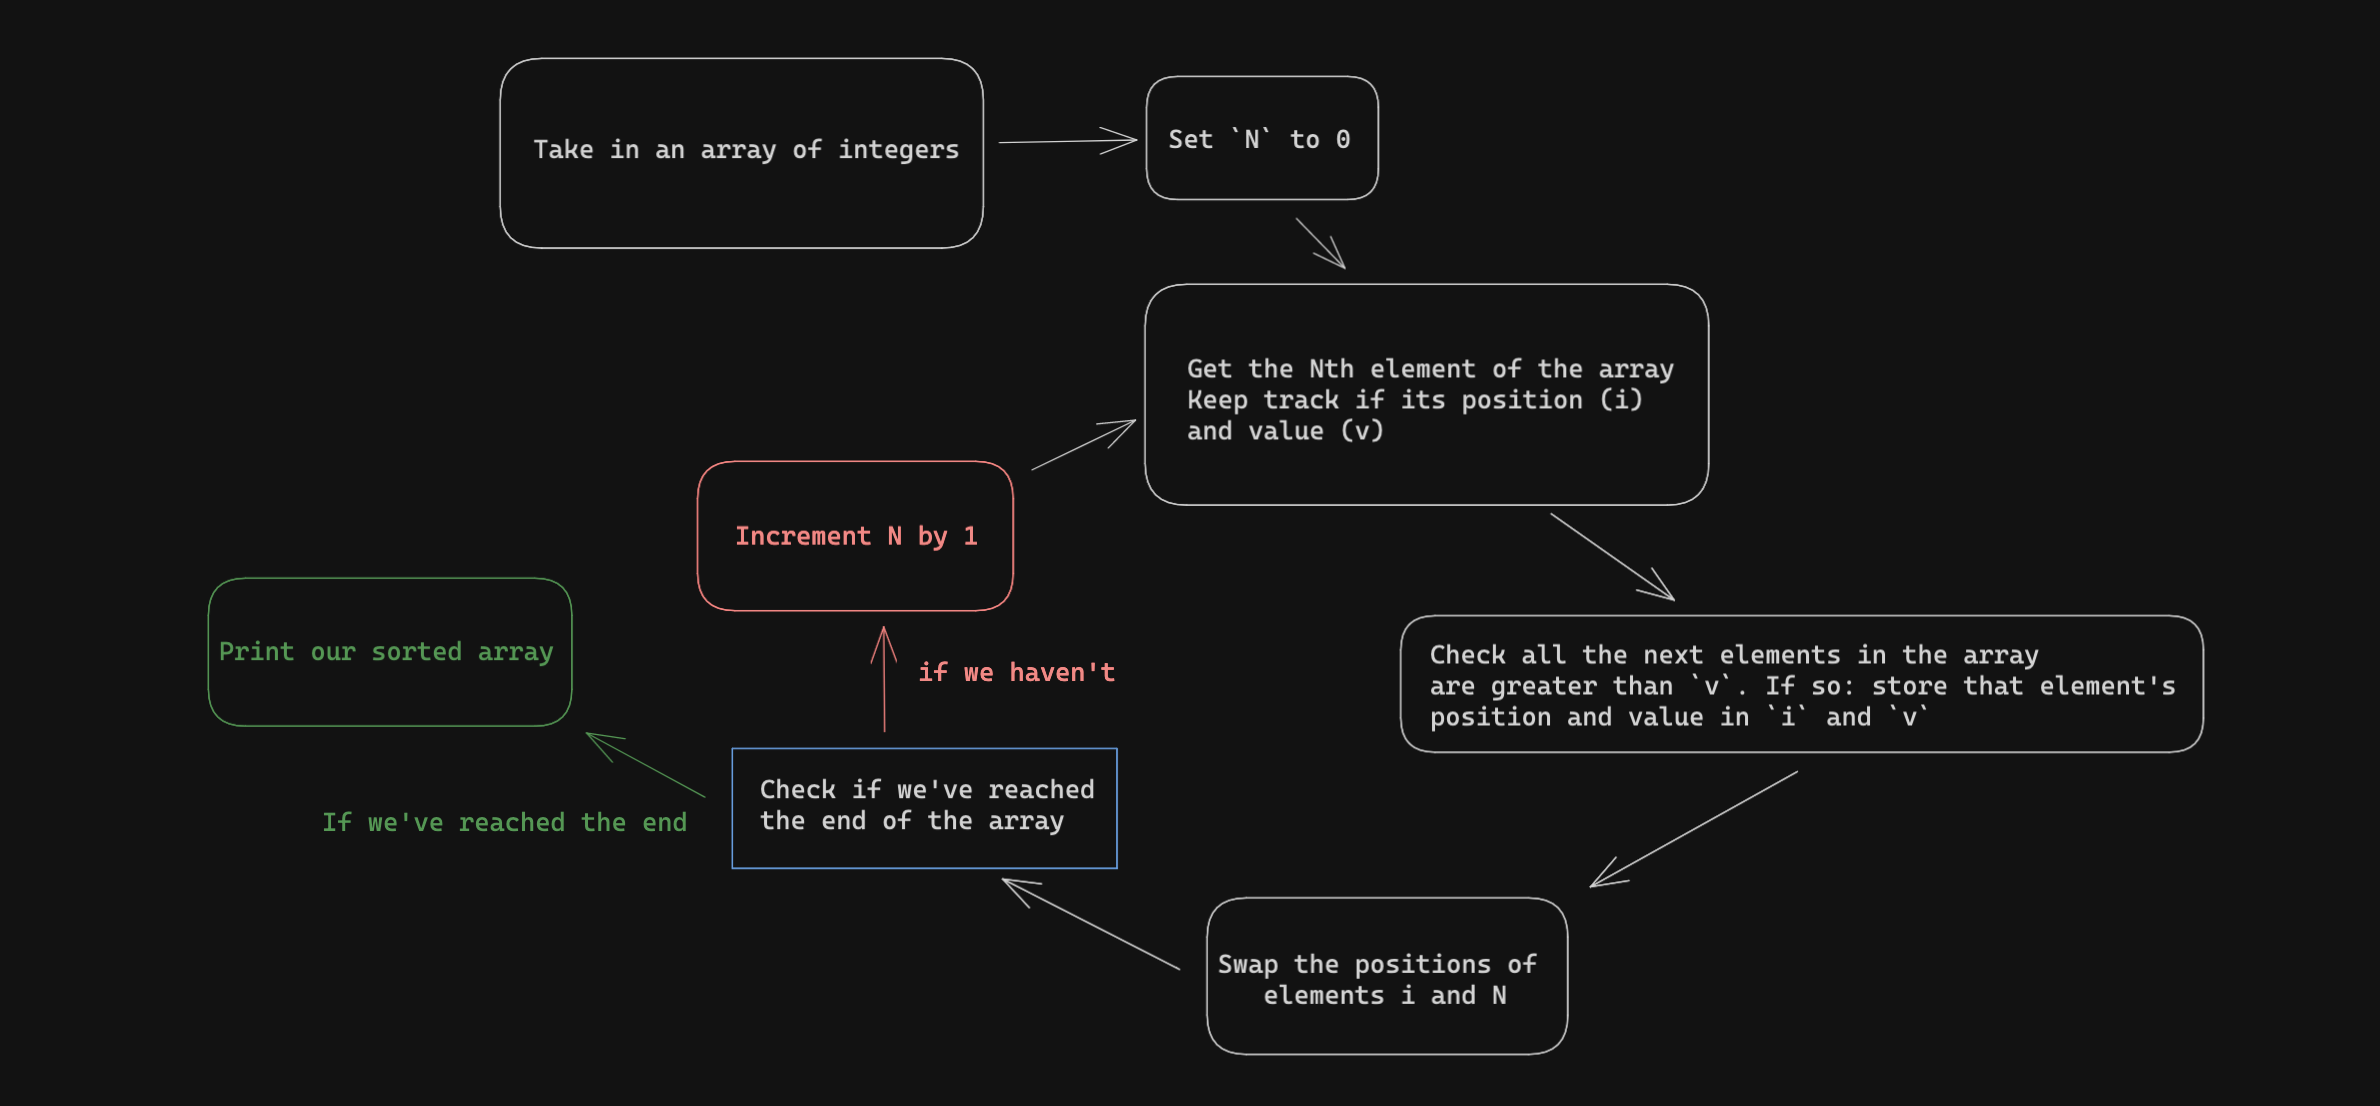 Take in an array of integers
Set `N` to 0
Get the Nth element of the array
Keep track if its position (i)
and value (v)
Increment N by 1
Print our sorted array
if we haven't
Check all the next elements in the array
are greater than `v`. If so: store that element's
position and value in `i` and `v`
Check if we've reached
the end of the array
If we've reached the end
Swap the positions of
elements i and N